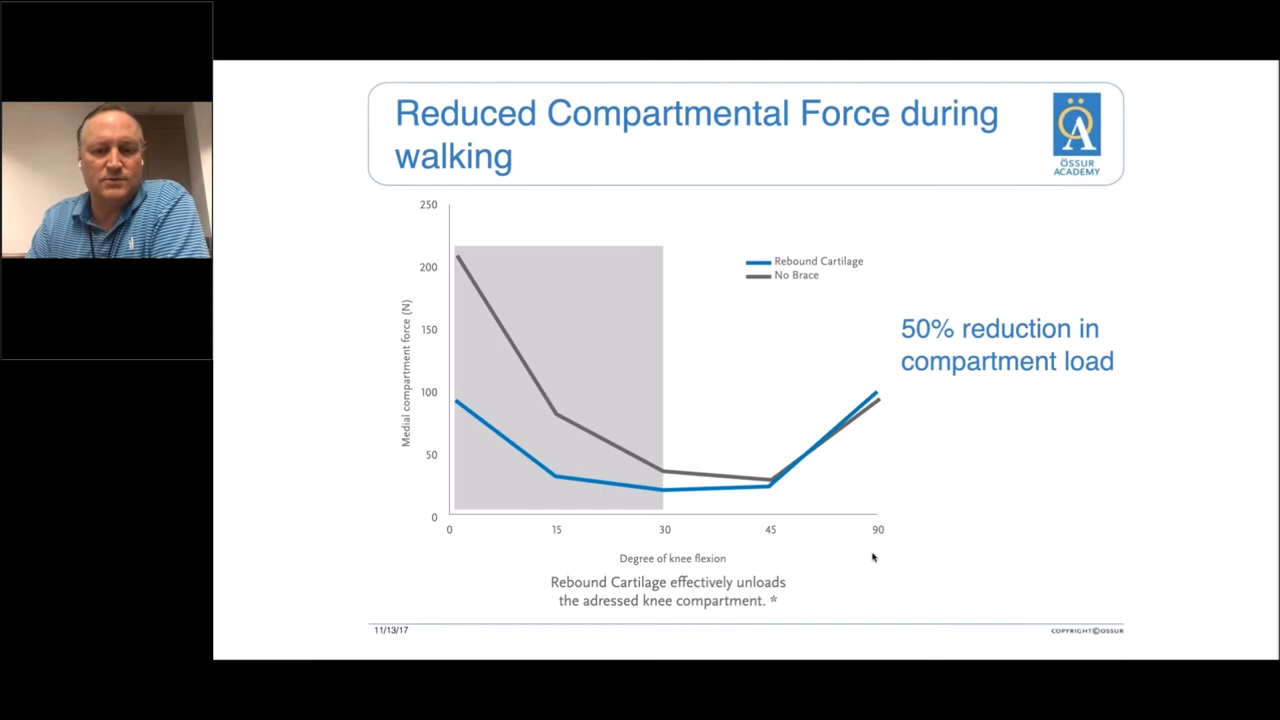 Reduced Compartmental Force during
walking
ÖA
ÖSSUR
ACADEMY
250
200
150
100
50
0
Medial compartment force (N)
Rebound Cartilage
No Brace
50% reduction in
compartment load
0 15 30 45 90
Degree of knee flexion
Rebound Cartilage effectively unloads
the adressed knee compartment. *
11/13/17
COPYRIGHT©OSSUR